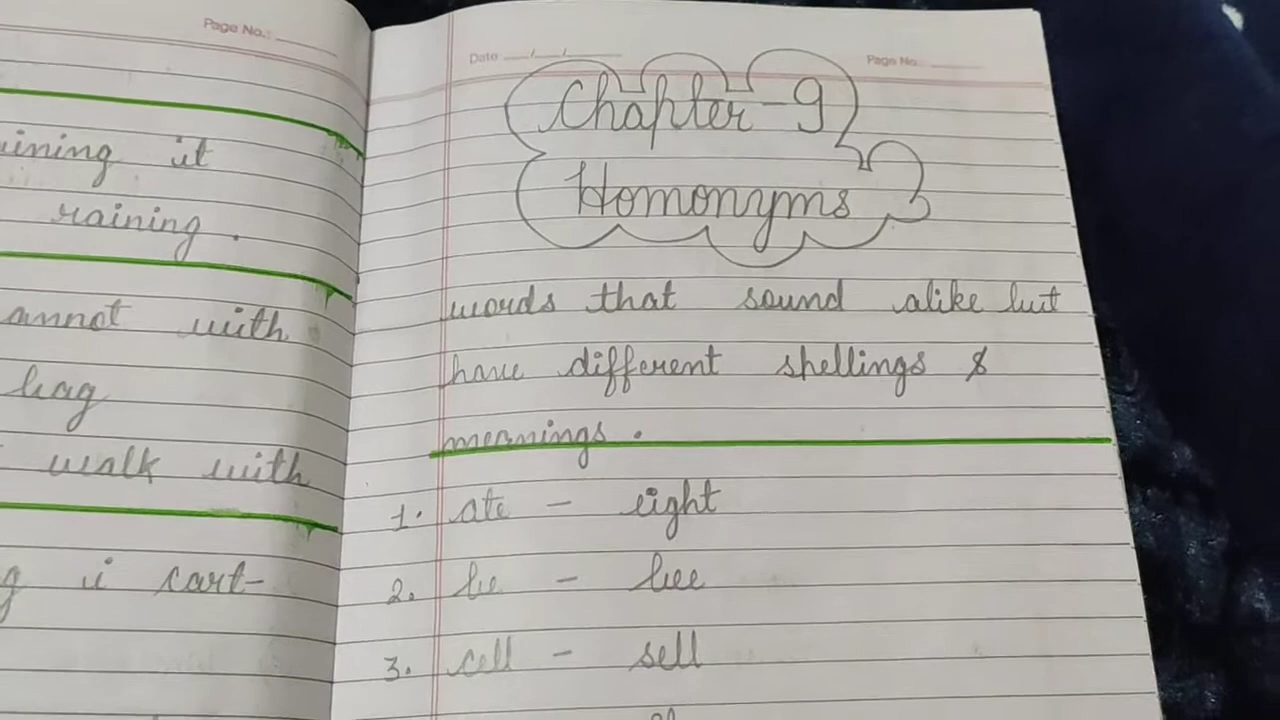 Page No.:
ining it
raining.
annot with
bag
walk with
g i cart-
Date / /
Page No.
Chapter-9
Homonyms
words that sound alike but
have different shellings &
meanings.
1. ate - eight
2. be - bee
3. cell - sell